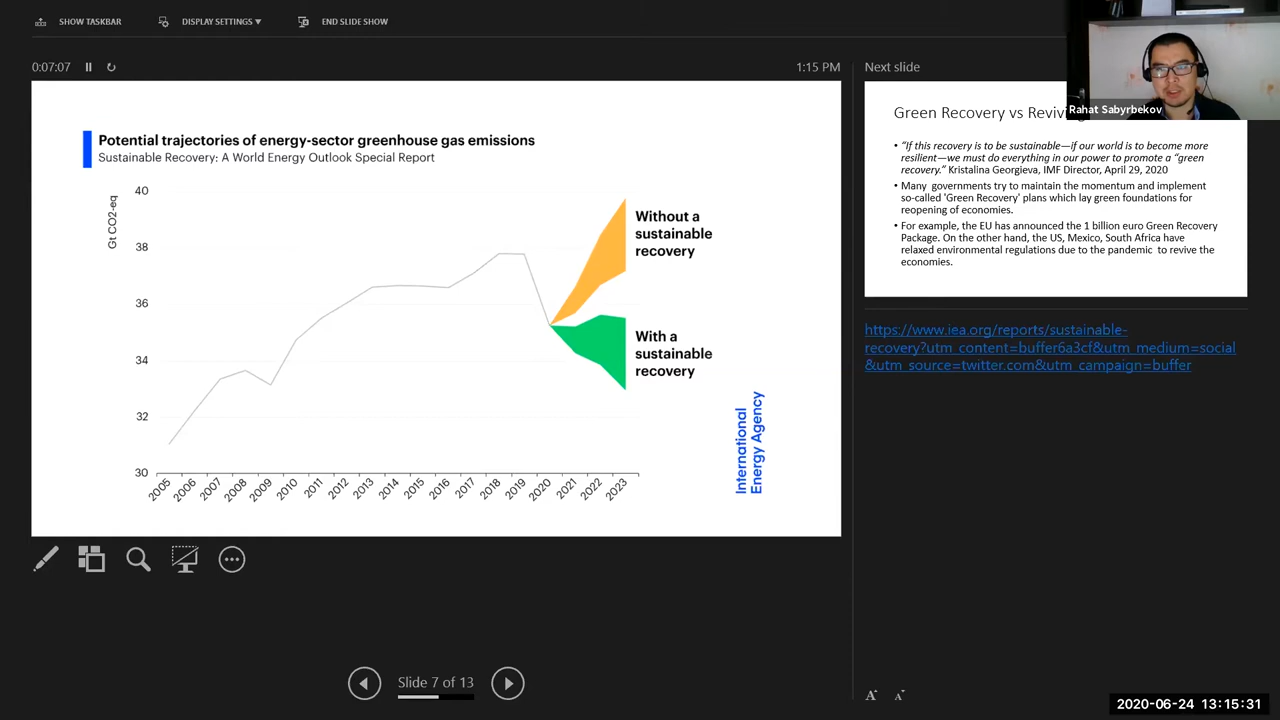 SHOW TASKBAR
DISPLAY SETTINGS ▼
END SLIDE SHOW
0:07:07
1:15 PM
Potential trajectories of energy-sector greenhouse gas emissions
Sustainable Recovery: A World Energy Outlook Special Report
Gt CO2-eq
40
38
36
34
32
30
2005
2006
2007
2008
2009
2010
2011
2012
2013
2014
2015
2016
2017
2018
2019
2020
2021
2022
2023
Without a
sustainable
recovery
With a
sustainable
recovery
International
Energy Agency
Slide 7 of 13
Next slide
Rahat Sabyrbekov
Green Recovery vs Revivi
• "If this recovery is to be sustainable—if our world is to become more
resilient—we must do everything in our power to promote a "green
recovery." Kristalina Georgieva, IMF Director, April 29, 2020
• Many governments try to maintain the momentum and implement
so-called 'Green Recovery' plans which lay green foundations for
reopening of economies.
• For example, the EU has announced the 1 billion euro Green Recovery
Package. On the other hand, the US, Mexico, South Africa have
relaxed environmental regulations due to the pandemic to revive the
economies.
https://www.iea.org/reports/sustainable-
recovery?utm_content=buffer6a3cf&utm_medium=social
&utm_source=twitter.com&utm_campaign=buffer
A A
2020-06-24 13:15:31